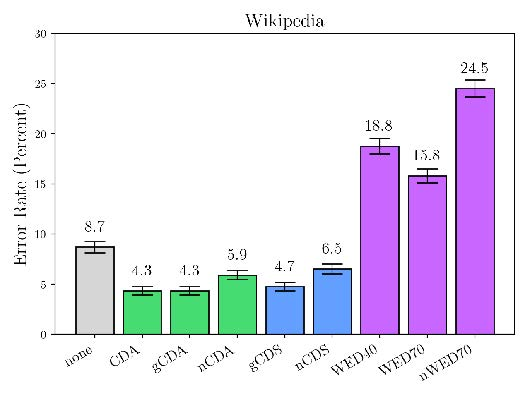 Wikipedia
Error Rate (Percent)
30
25
20
15
10
5
0
8.7
4.3
4.3
5.9
4.7
6.5
18.8
15.8
24.5
none
CDA
gCDA
nCDA
gCDS
nCDS
WED40
WED70
nWED70